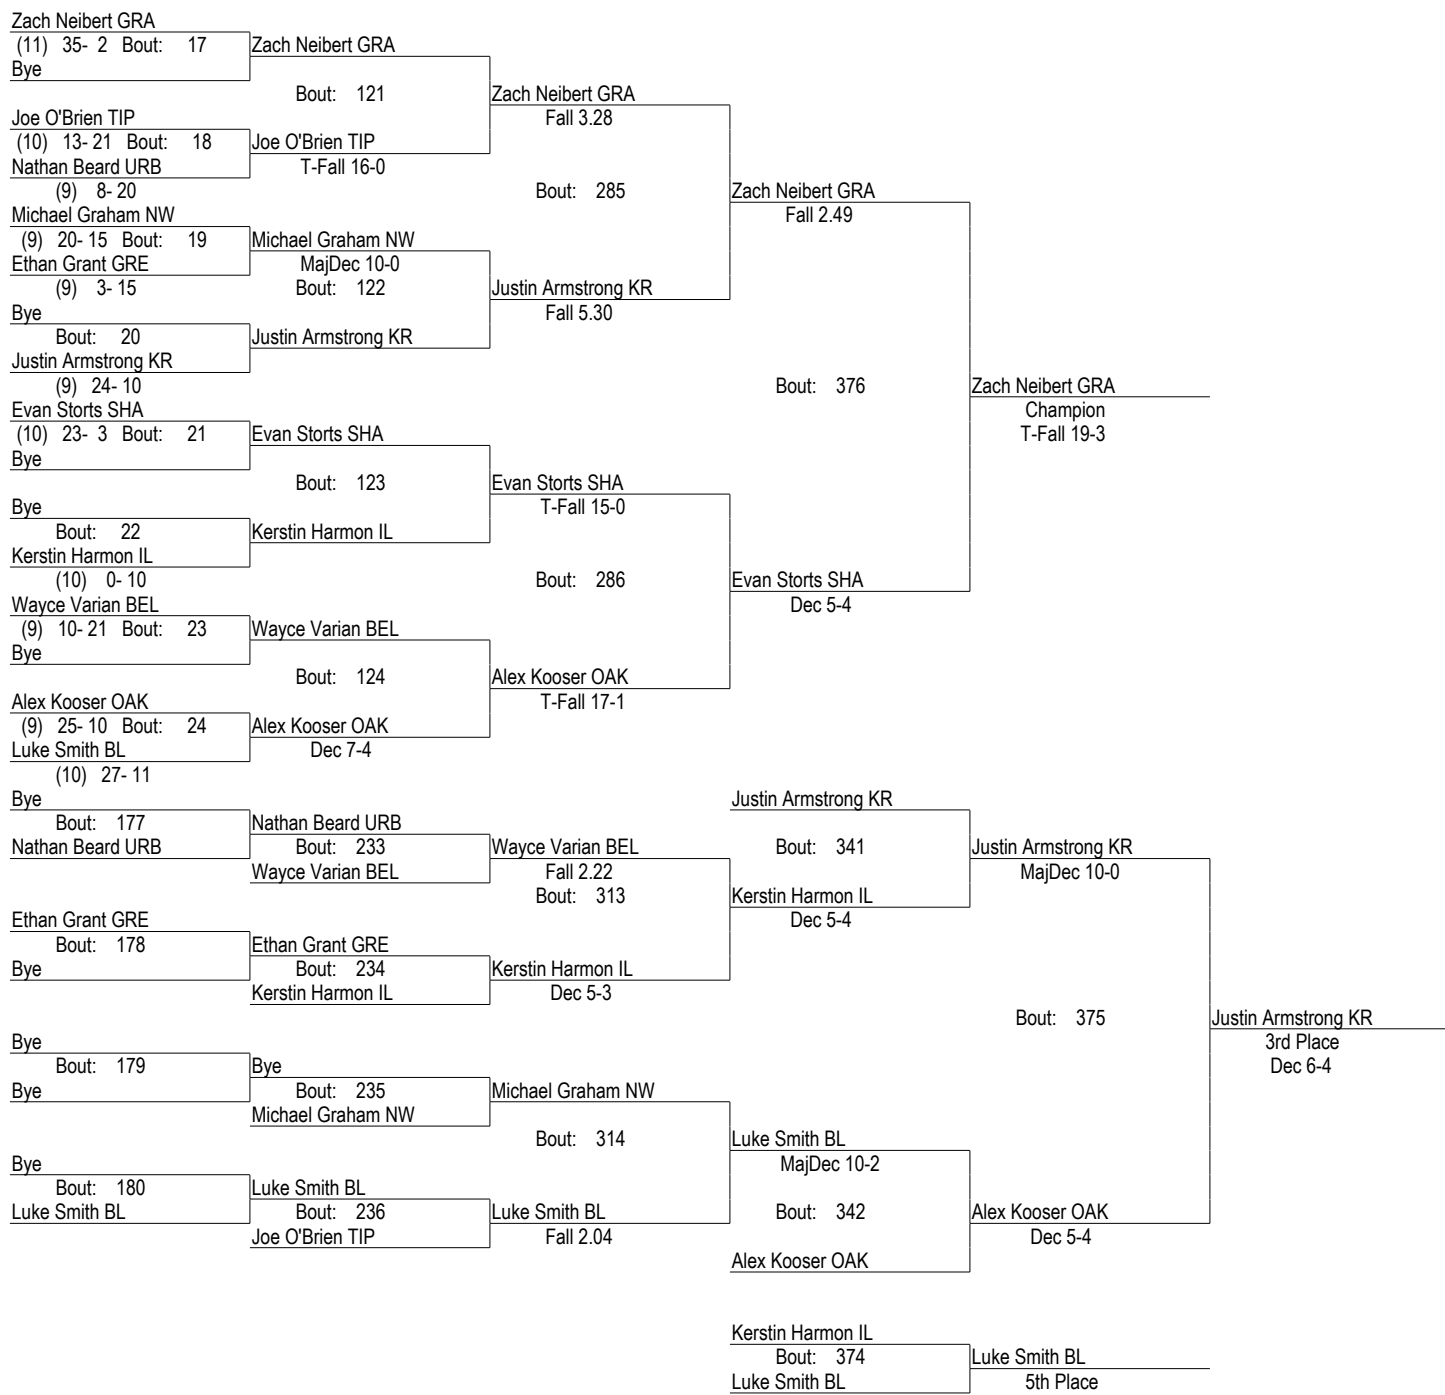 Zach Neibert GRA
(11) 35- 2 Bout: 17 Zach Neibert GRA
Bye
Bout: 121 Zach Neibert GRA
Joe O'Brien TIP Fall 3.28
(10) 13- 21 Bout: 18 Joe O'Brien TIP
Nathan Beard URB T-Fall 16-0
(9) 8- 20 Bout: 285 Zach Neibert GRA
Michael Graham NW Fall 2.49
(9) 20- 15 Bout: 19 Michael Graham NW
Ethan Grant GRE MajDec 10-0
(9) 3- 15 Bout: 122 Justin Armstrong KR
Bye Fall 5.30
Bout: 20 Justin Armstrong KR
Justin Armstrong KR
(9) 24- 10 Bout: 376 Zach Neibert GRA
Evan Storts SHA Champion
(10) 23- 3 Bout: 21 Evan Storts SHA T-Fall 19-3
Bye
Bout: 123 Evan Storts SHA
Bye T-Fall 15-0
Bout: 22 Kerstin Harmon IL
Kerstin Harmon IL
(10) 0- 10 Bout: 286 Evan Storts SHA
Wayce Varian BEL Dec 5-4
(9) 10- 21 Bout: 23 Wayce Varian BEL
Bye
Bout: 124 Alex Kooser OAK
Alex Kooser OAK T-Fall 17-1
(9) 25- 10 Bout: 24 Alex Kooser OAK
Luke Smith BL Dec 7-4
(10) 27- 11
Bye Justin Armstrong KR
Bout: 177 Nathan Beard URB
Nathan Beard URB Bout: 233 Wayce Varian BEL Bout: 341 Justin Armstrong KR
Wayce Varian BEL Fall 2.22 MajDec 10-0
Bout: 313 Kerstin Harmon IL
Ethan Grant GRE Dec 5-4
Bout: 178 Ethan Grant GRE
Bye Bout: 234 Kerstin Harmon IL
Kerstin Harmon IL Dec 5-3
Bout: 375 Justin Armstrong KR
Bye 3rd Place
Bout: 179 Bye Dec 6-4
Bye Bout: 235 Michael Graham NW
Michael Graham NW
Bout: 314 Luke Smith BL
Bye MajDec 10-2
Bout: 180 Luke Smith BL
Luke Smith BL Bout: 236 Luke Smith BL Bout: 342 Alex Kooser OAK
Joe O'Brien TIP Fall 2.04 Dec 5-4
Alex Kooser OAK
Kerstin Harmon IL
Bout: 374 Luke Smith BL
Luke Smith BL 5th Place